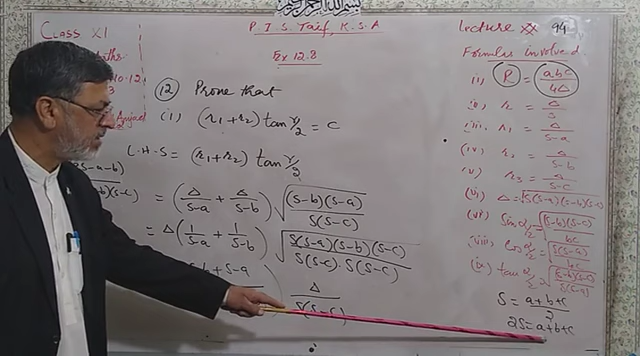 بسم الله الرحمن الرحيم
Class XI
P.I.S. Taif, K.S.A
Lecture 94
Ex 12.8
Formulas involved
12 Prove that
(i) (r₁+r₂) tan γ/2 = c
L.H.S = (r₁+r₂) tan γ/2
= (Δ/(s-a) + Δ/(s-b)) √((s-b)(s-a)/(s(s-c)))
= Δ(1/(s-a) + 1/(s-b)) √(s(s-a)(s-b)(s-c)/(s(s-c).s(s-c)))
s-b+s-a Δ/(s(s-c))
(i) R = abc/4Δ
(ii) r = Δ/s
(iii) r₁ = Δ/(s-a)
(iv) r₂ = Δ/(s-b)
(v) r₃ = Δ/(s-c)
(vi) Δ = √(s(s-a)(s-b)(s-c))
(vii) Sin α/2 = √((s-b)(s-c)/bc)
(viii) Cos α/2 = √(s(s-a)/bc)
(ix) tan α/2 = √((s-b)(s-c)/(s(s-a)))
S = (a+b+c)/2
2S = a+b+c